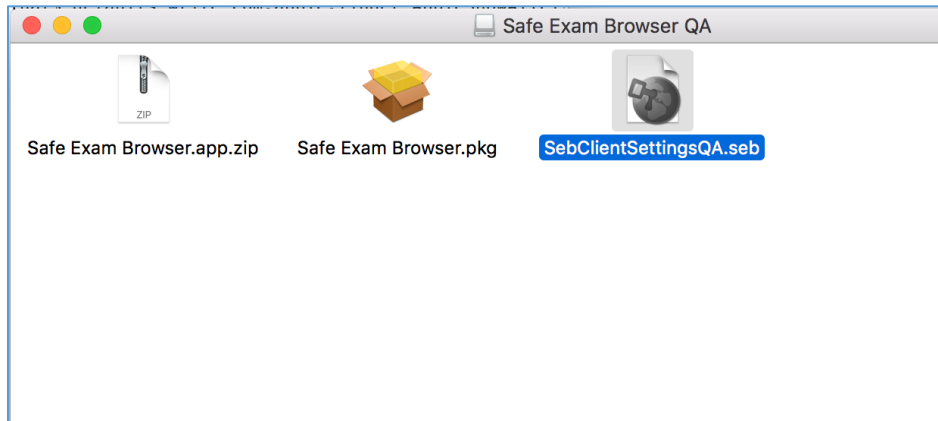 Safe Exam Browser QA
ZIP
Safe Exam Browser.app.zip
Safe Exam Browser.pkg
SebClientSettingsQA.seb